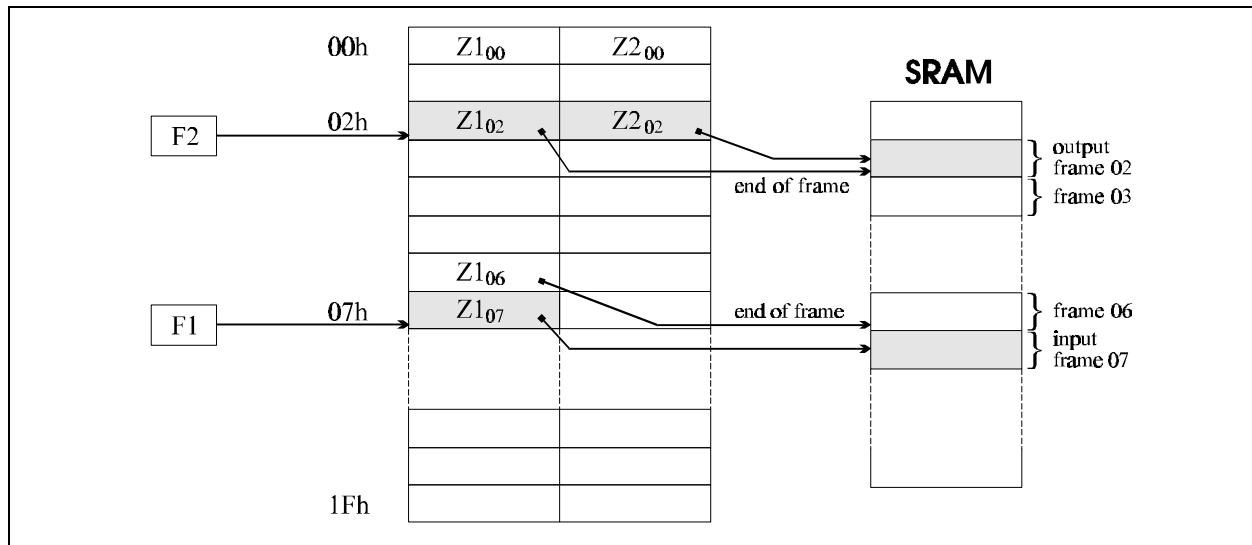 00h Z1₀₀ Z2₀₀
SRAM
F2 02h Z1₀₂ Z2₀₂
output
frame 02
end of frame
frame 03
Z1₀₆
F1 07h Z1₀₇
end of frame
frame 06
input
frame 07
1Fh